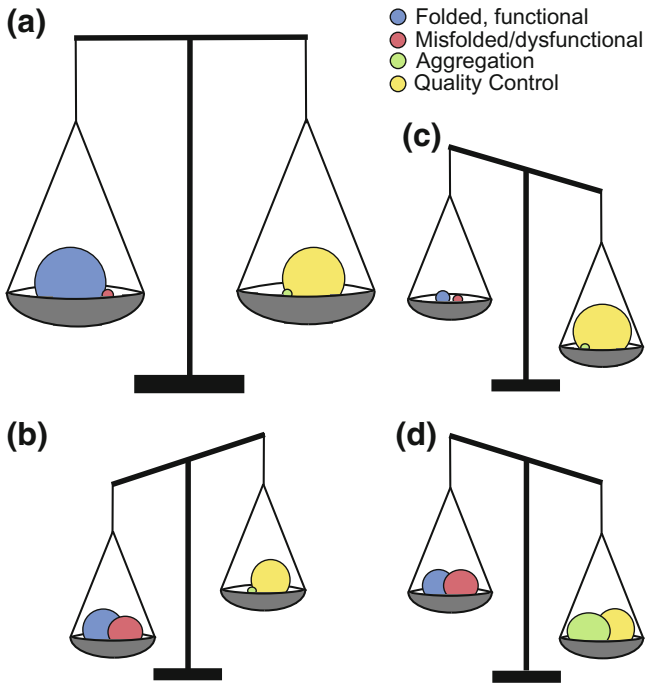 (a)
Folded, functional
Misfolded/dysfunctional
Aggregation
Quality Control
(c)
(b)
(d)